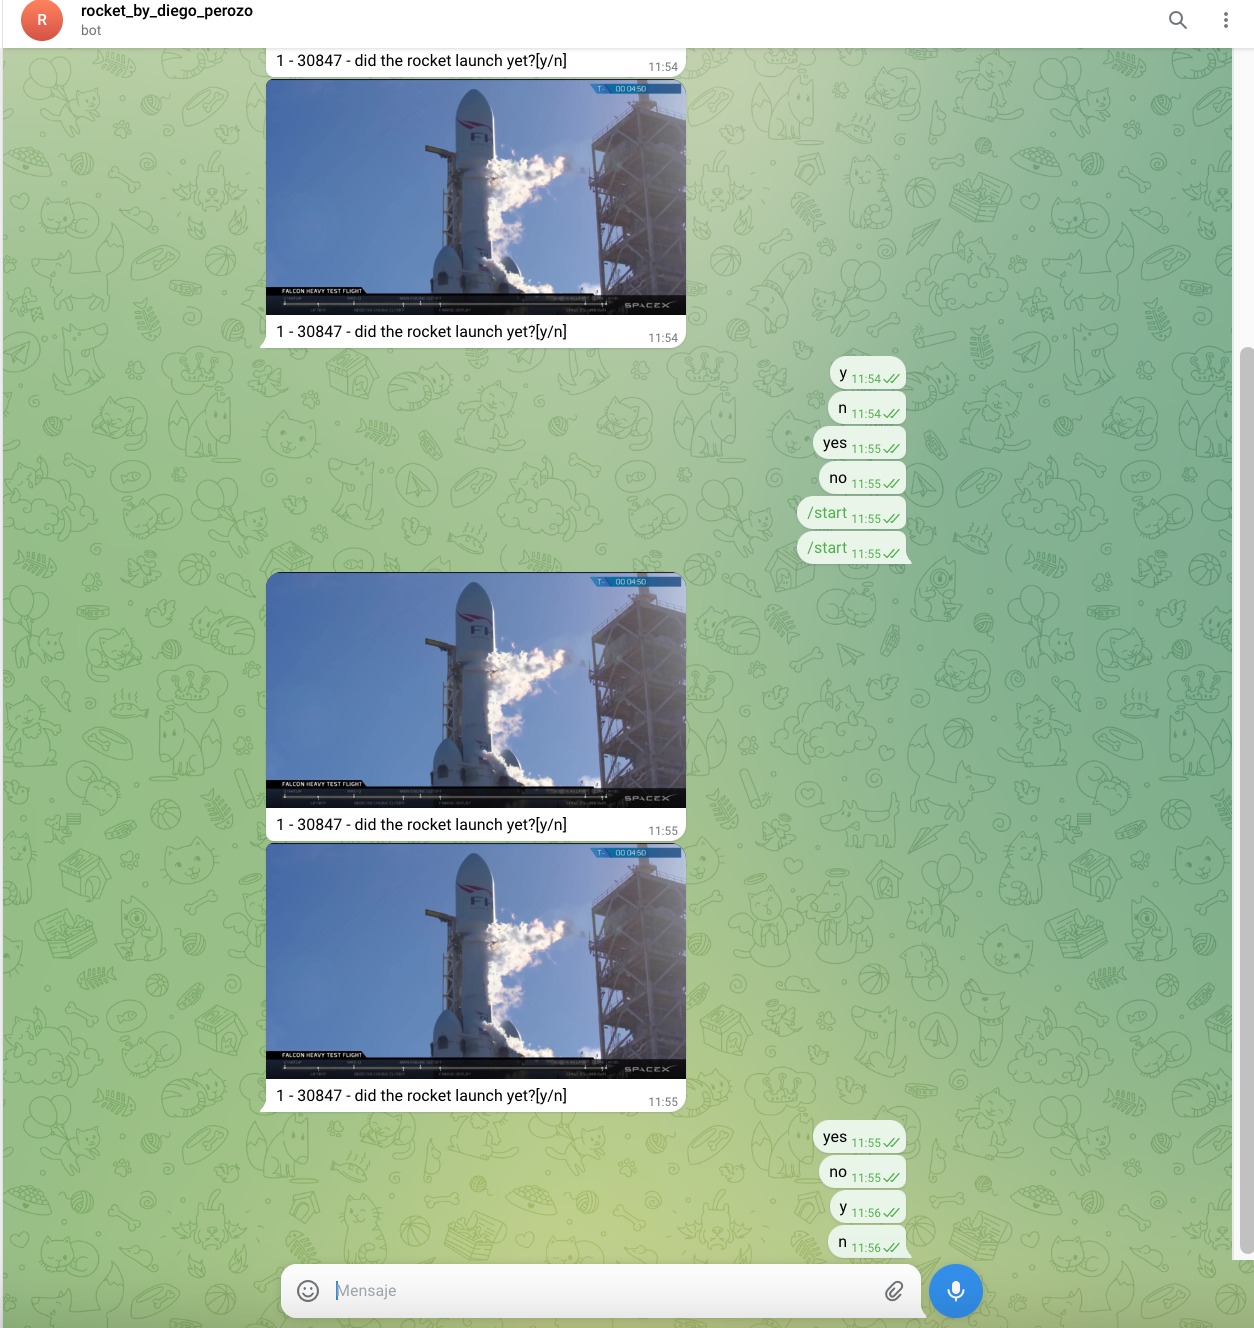 R
rocket_by_diego_perozo
bot
1 - 30847 - did the rocket launch yet?[y/n]
11:54
T- 00:04:50
FH
FALCON HEAVY TEST FLIGHT
SPACEX
1 - 30847 - did the rocket launch yet?[y/n]
11:54
y 11:54
n 11:54
yes 11:55
no 11:55
/start 11:55
/start 11:55
T- 00:04:50
FH
FALCON HEAVY TEST FLIGHT
SPACEX
1 - 30847 - did the rocket launch yet?[y/n]
11:55
T- 00:04:50
FH
FALCON HEAVY TEST FLIGHT
SPACEX
1 - 30847 - did the rocket launch yet?[y/n]
11:55
yes 11:55
no 11:55
y 11:56
n 11:56
Mensaje